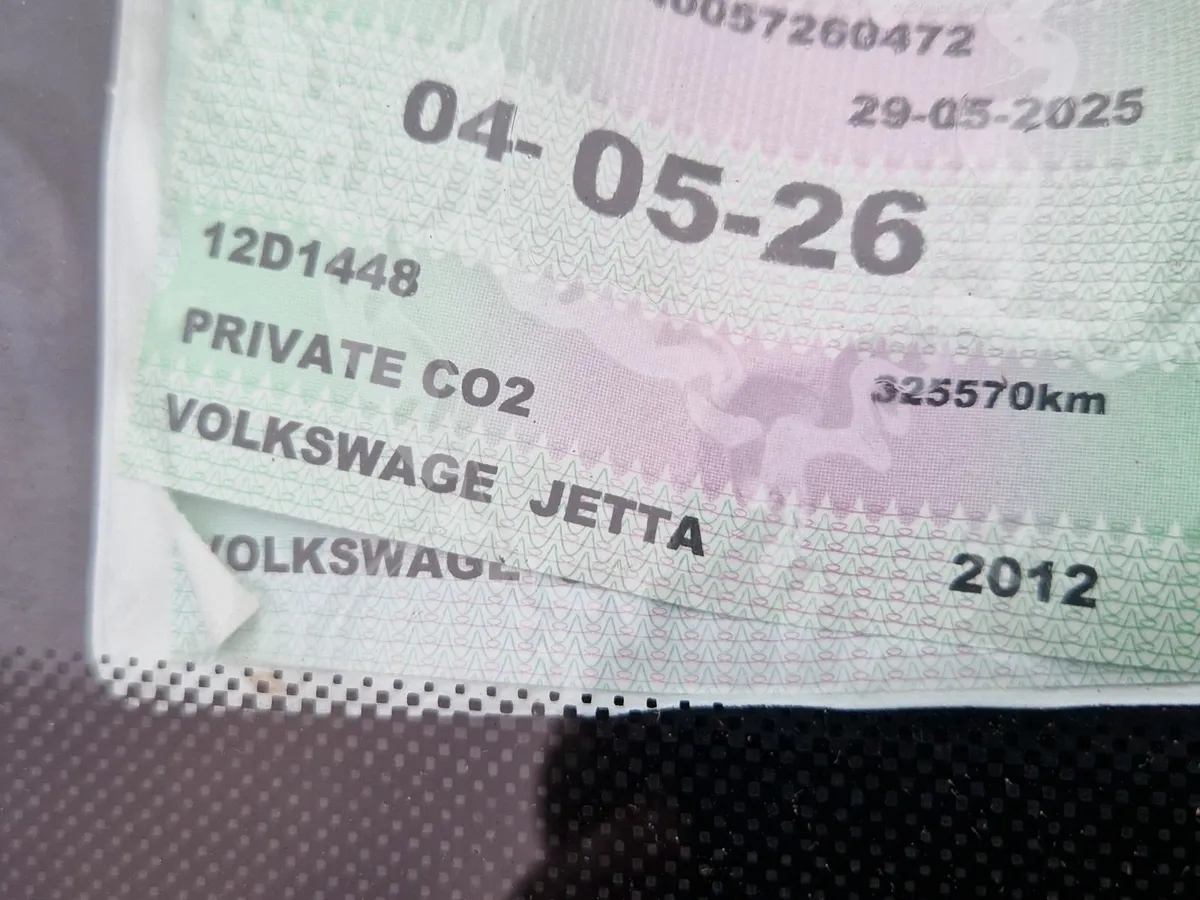 0057260472
29-05-2025
04-05-26
12D1448
PRIVATE CO2
325570km
VOLKSWAGE JETTA
2012
VOLKSWAGE